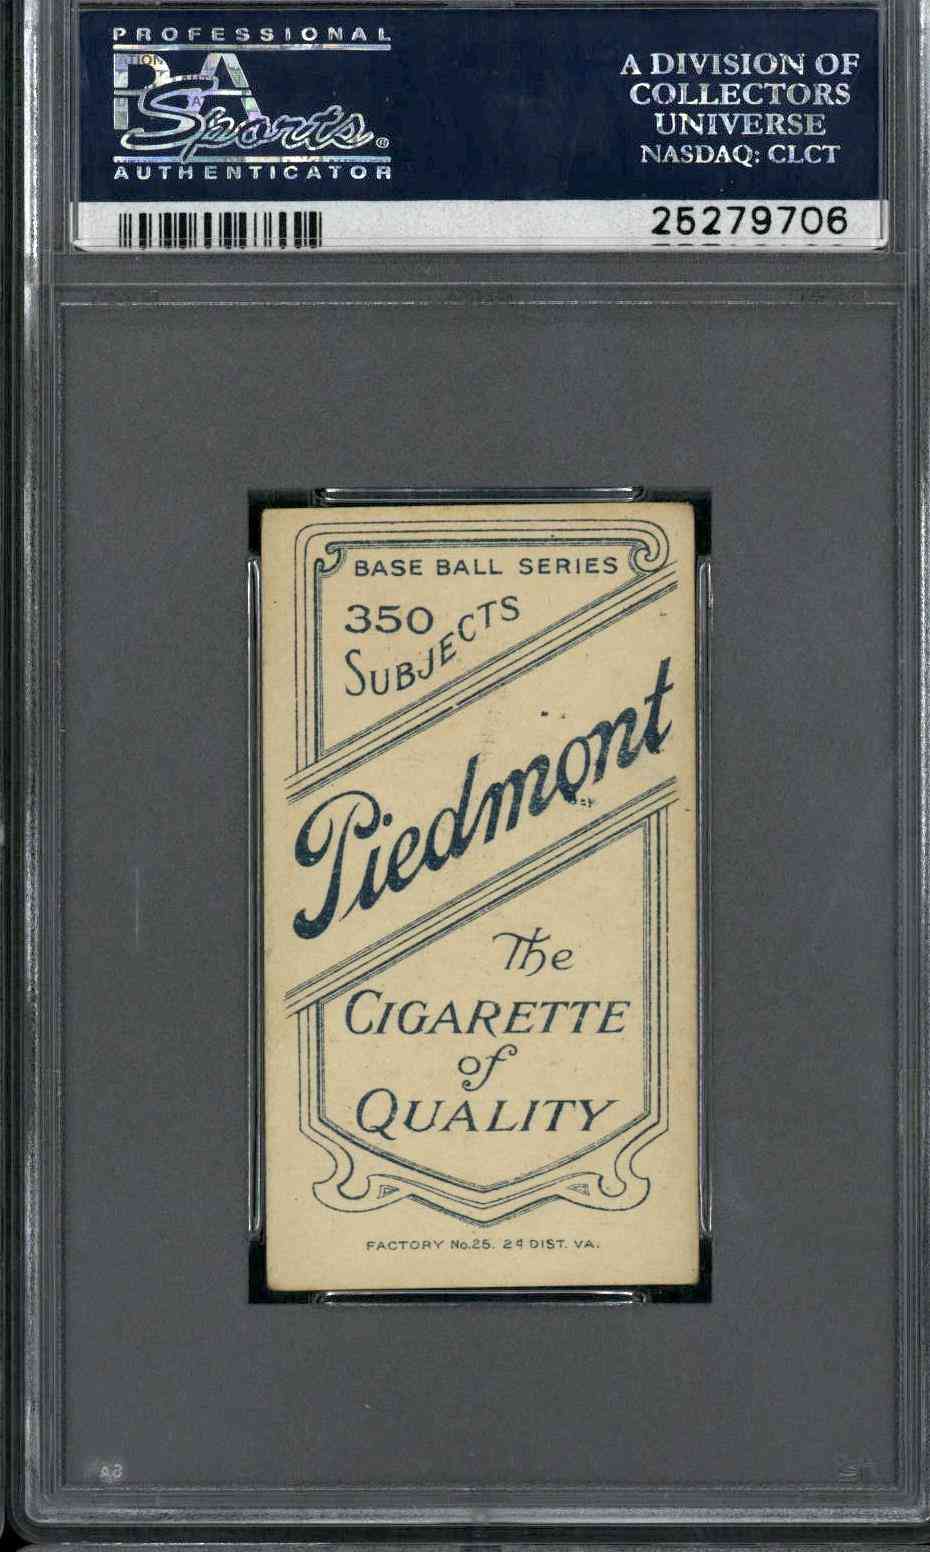 PROFESSIONAL
PSA
Sports®
AUTHENTICATOR
A DIVISION OF
COLLECTORS
UNIVERSE
NASDAQ: CLCT
25279706
BASE BALL SERIES
350
SUBJECTS
Piedmont
The
CIGARETTE
of
QUALITY
FACTORY No. 25. 2d DIST. VA.